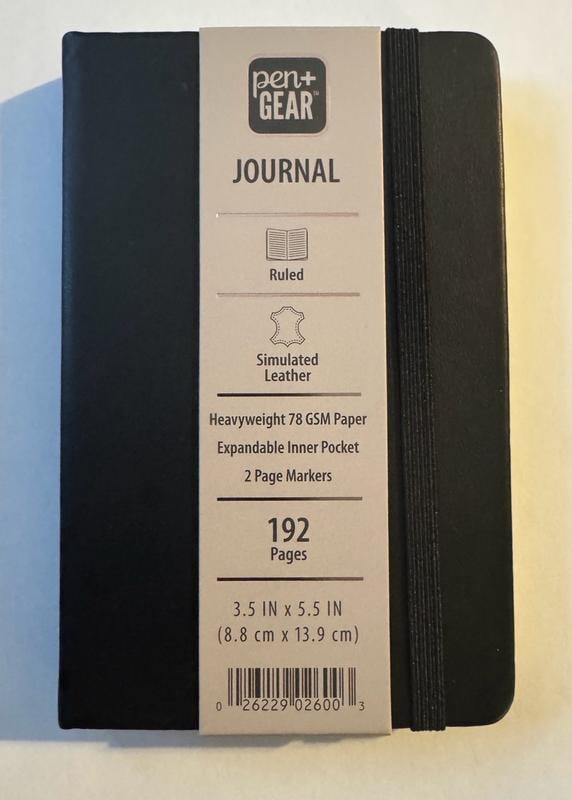 pen+
GEAR™
JOURNAL
Ruled
Simulated
Leather
Heavyweight 78 GSM Paper
Expandable Inner Pocket
2 Page Markers
192
Pages
3.5 IN x 5.5 IN
(8.8 cm x 13.9 cm)
0 26229 02600 3